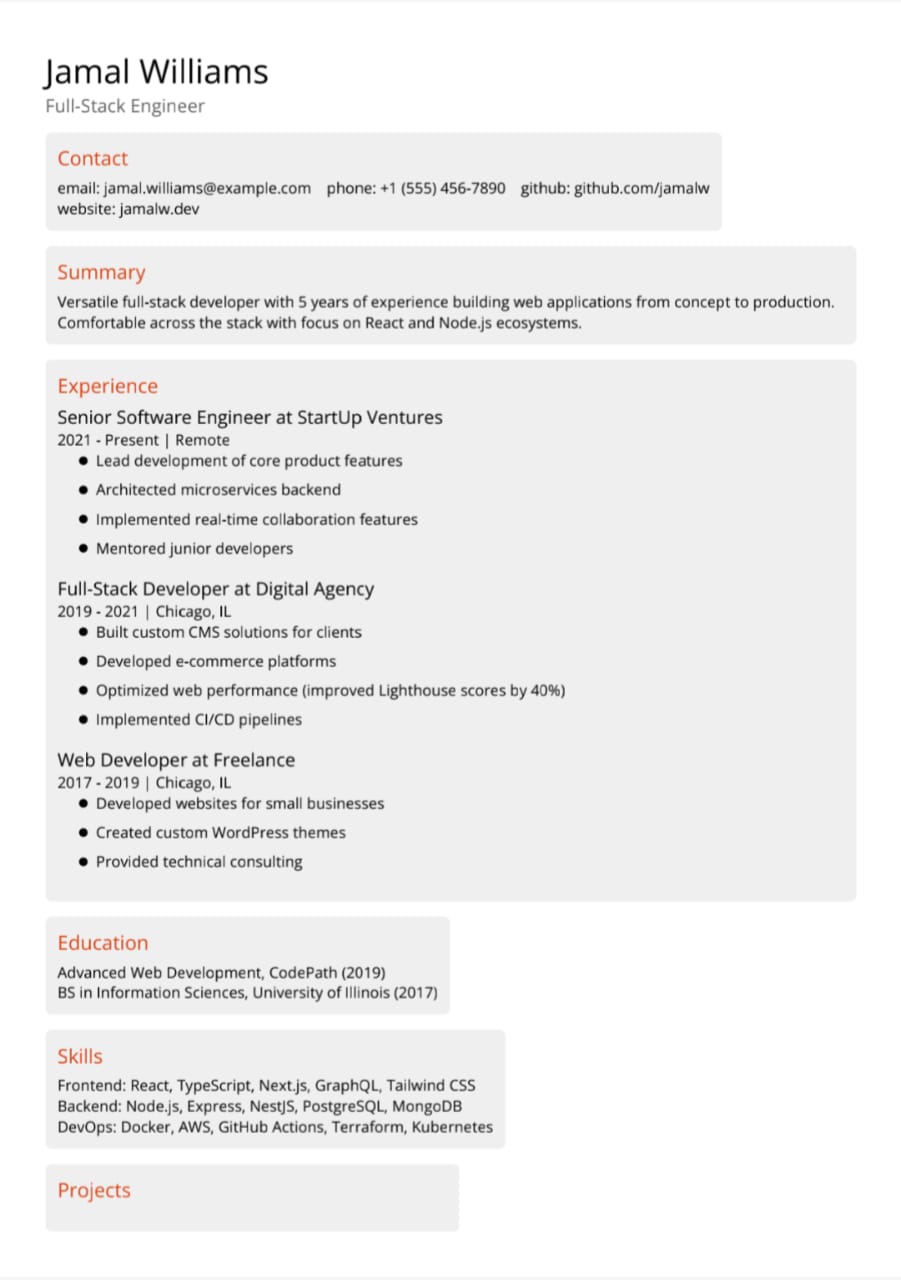 Jamal Williams
Full-Stack Engineer
Contact
email: jamal.williams@example.com phone: +1 (555) 456-7890 github: github.com/jamalw
website: jamalw.dev
Summary
Versatile full-stack developer with 5 years of experience building web applications from concept to production.
Comfortable across the stack with focus on React and Node.js ecosystems.
Experience
Senior Software Engineer at StartUp Ventures
2021 - Present | Remote
● Lead development of core product features
● Architected microservices backend
● Implemented real-time collaboration features
● Mentored junior developers
Full-Stack Developer at Digital Agency
2019 - 2021 | Chicago, IL
● Built custom CMS solutions for clients
● Developed e-commerce platforms
● Optimized web performance (improved Lighthouse scores by 40%)
● Implemented CI/CD pipelines
Web Developer at Freelance
2017 - 2019 | Chicago, IL
● Developed websites for small businesses
● Created custom WordPress themes
● Provided technical consulting
Education
Advanced Web Development, CodePath (2019)
BS in Information Sciences, University of Illinois (2017)
Skills
Frontend: React, TypeScript, Next.js, GraphQL, Tailwind CSS
Backend: Node.js, Express, NestJS, PostgreSQL, MongoDB
DevOps: Docker, AWS, GitHub Actions, Terraform, Kubernetes
Projects